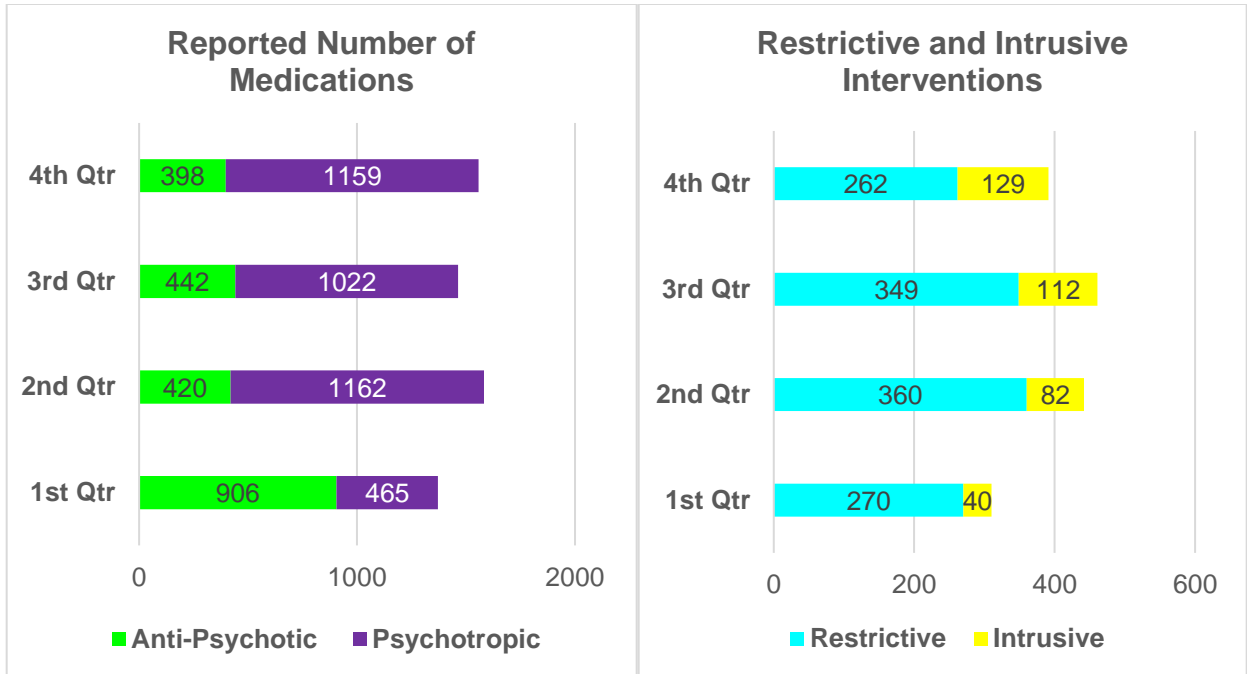 Reported Number of
Medications
0 1000 2000
4th Qtr 398 1159
3rd Qtr 442 1022
2nd Qtr 420 1162
1st Qtr 906 465
Anti-Psychotic Psychotropic
Restrictive and Intrusive
Interventions
4th Qtr 262 129
3rd Qtr 349 112
2nd Qtr 360 82
1st Qtr 270 40
0 200 400 600
Restrictive Intrusive